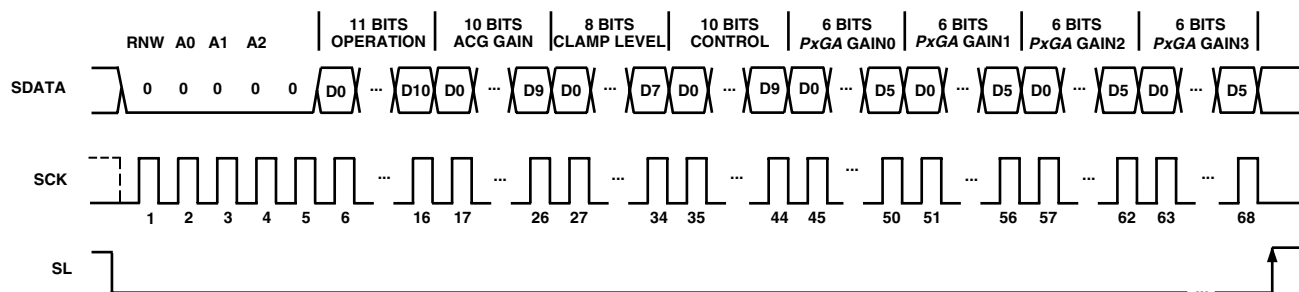 11 BITS OPERATION
10 BITS ACG GAIN
8 BITS CLAMP LEVEL
10 BITS CONTROL
6 BITS PxGA GAIN0
6 BITS PxGA GAIN1
6 BITS PxGA GAIN2
6 BITS PxGA GAIN3
RNW A0 A1 A2
SDATA 0 0 0 0 0 D0 ... D10 D0 ... D9 D0 ... D7 D0 ... D9 D0 ... D5 D0 ... D5 D0 ... D5 D0 ... D5
SCK ... ... ... ... ... ... ... ...
1 2 3 4 5 6 16 17 26 27 34 35 44 45 50 51 56 57 62 63 68
SL